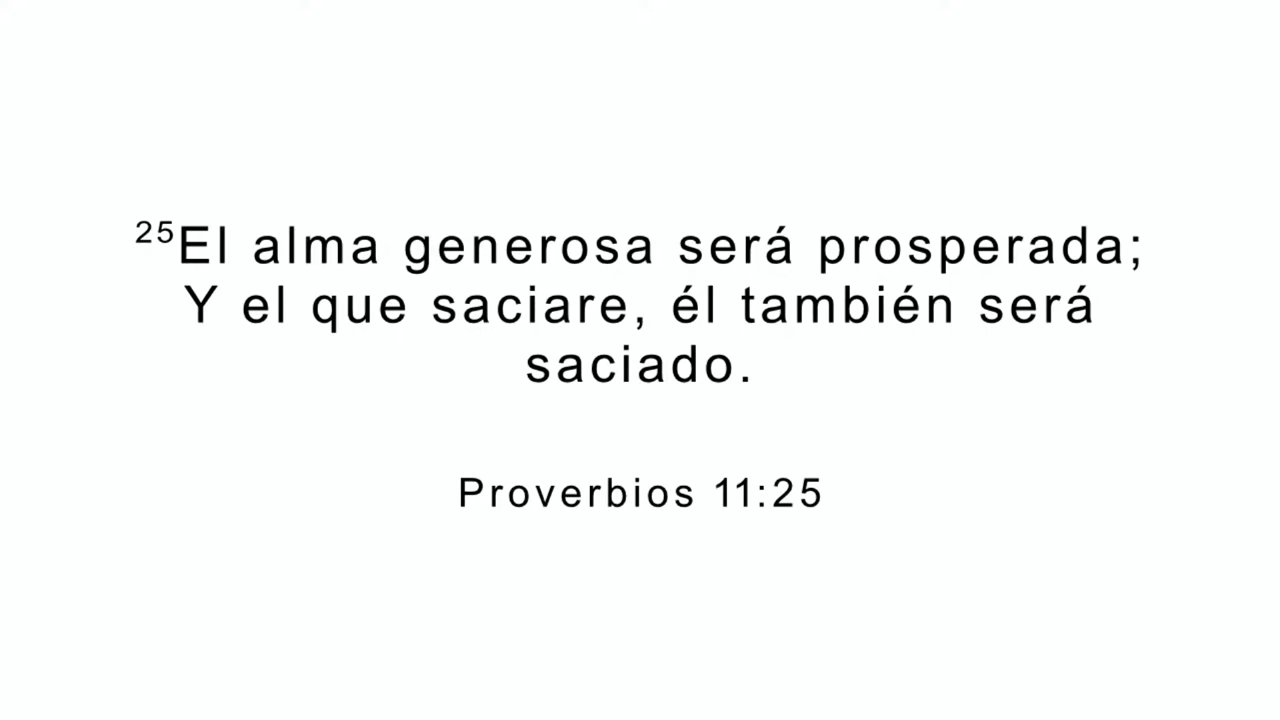 ²⁵El alma generosa será prosperada;
Y el que saciare, él también será
saciado.
Proverbios 11:25